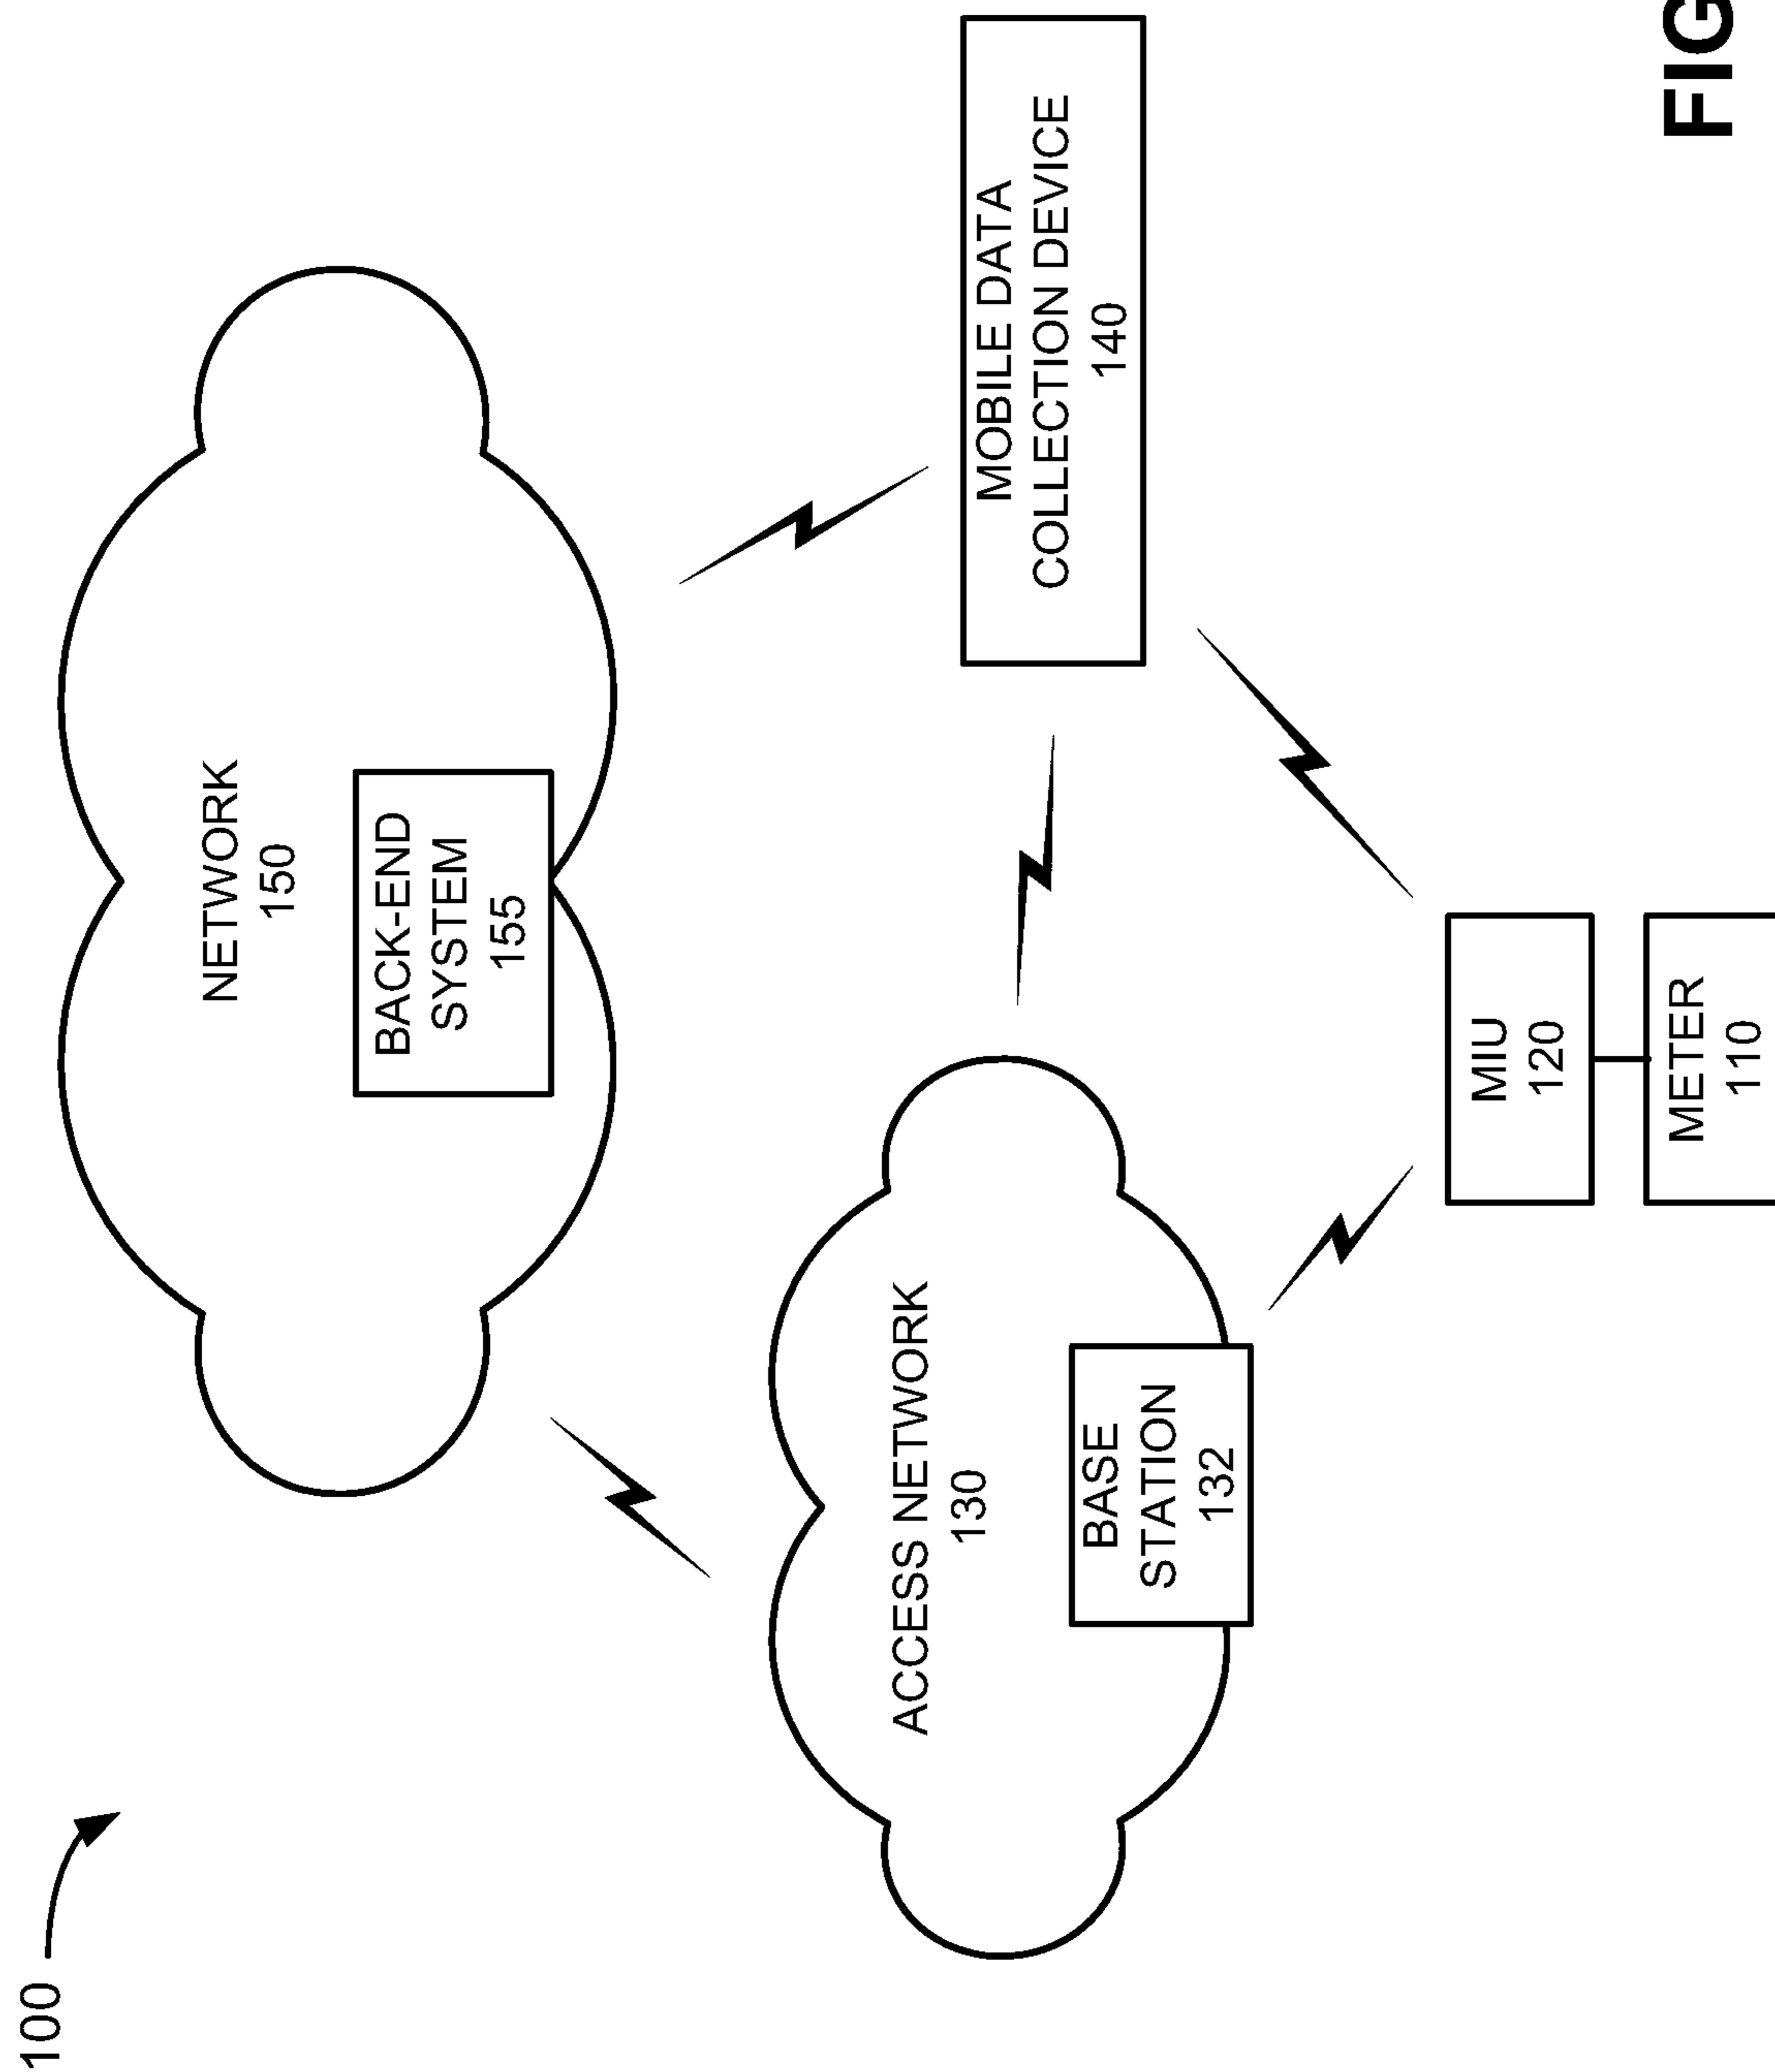 100
NETWORK
150
BACK-END
SYSTEM
155
ACCESS NETWORK
130
BASE
STATION
132
MOBILE DATA
COLLECTION DEVICE
140
MIU
120
METER
110
FIG